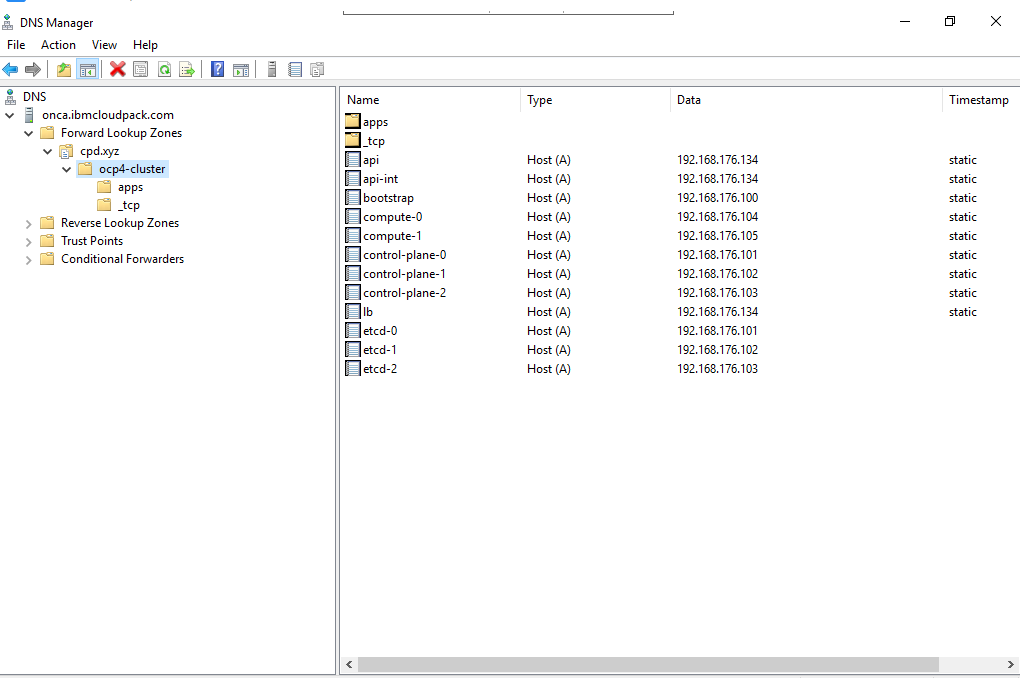 DNS Manager
File Action View Help
DNS
onca.ibmcloudpack.com
Forward Lookup Zones
cpd.xyz
ocp4-cluster
apps
_tcp
Reverse Lookup Zones
Trust Points
Conditional Forwarders
Name Type Data Timestamp
apps
_tcp
api Host (A) 192.168.176.134 static
api-int Host (A) 192.168.176.134 static
bootstrap Host (A) 192.168.176.100 static
compute-0 Host (A) 192.168.176.104 static
compute-1 Host (A) 192.168.176.105 static
control-plane-0 Host (A) 192.168.176.101 static
control-plane-1 Host (A) 192.168.176.102 static
control-plane-2 Host (A) 192.168.176.103 static
lb Host (A) 192.168.176.134 static
etcd-0 Host (A) 192.168.176.101
etcd-1 Host (A) 192.168.176.102
etcd-2 Host (A) 192.168.176.103